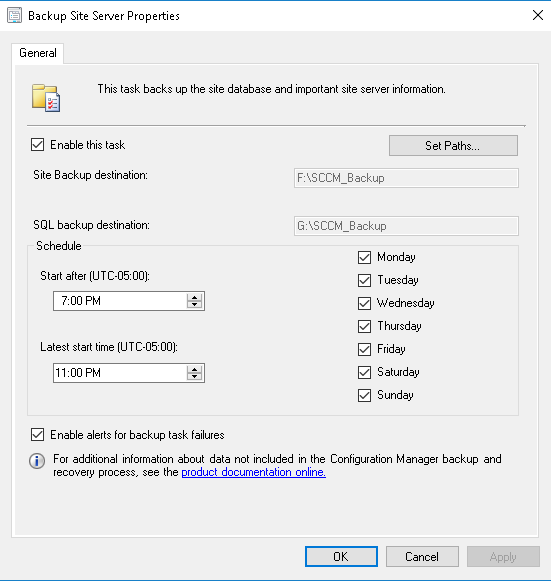 Backup Site Server Properties
General
This task backs up the site database and important site server information.
Enable this task
Set Paths...
Site Backup destination:
F:\SCCM_Backup
SQL backup destination:
G:\SCCM_Backup
Schedule
Start after (UTC-05:00):
7:00 PM
Latest start time (UTC-05:00):
11:00 PM
Monday
Tuesday
Wednesday
Thursday
Friday
Saturday
Sunday
Enable alerts for backup task failures
For additional information about data not included in the Configuration Manager backup and
recovery process, see the product documentation online.
OK
Cancel
Apply